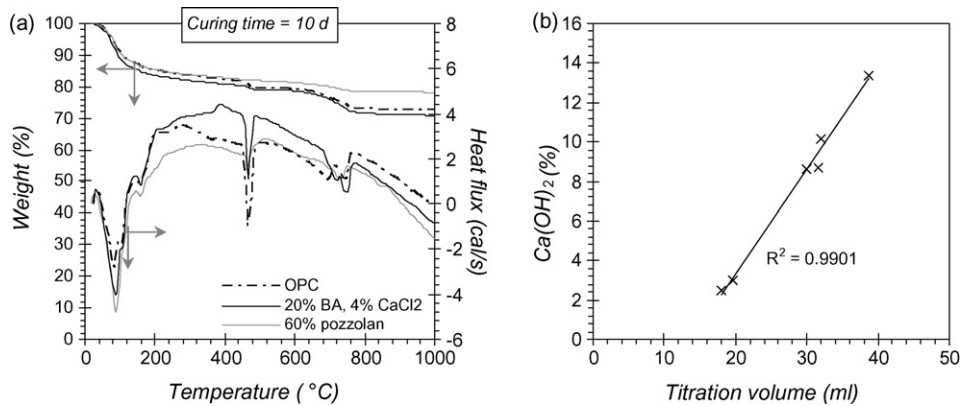 (a)
Curing time = 10 d
100
90
80
70
60
50
40
30
20
10
0
Weight (%)
8
6
4
2
0
-2
-4
-6
Heat flux (cal/s)
OPC
20% BA, 4% CaCl2
60% pozzolan
0 200 400 600 800 1000
Temperature ( °C)
(b)
16
14
12
10
8
6
4
2
0
Ca(OH)2 (%)
R2 = 0.9901
0 10 20 30 40 50
Titration volume (ml)